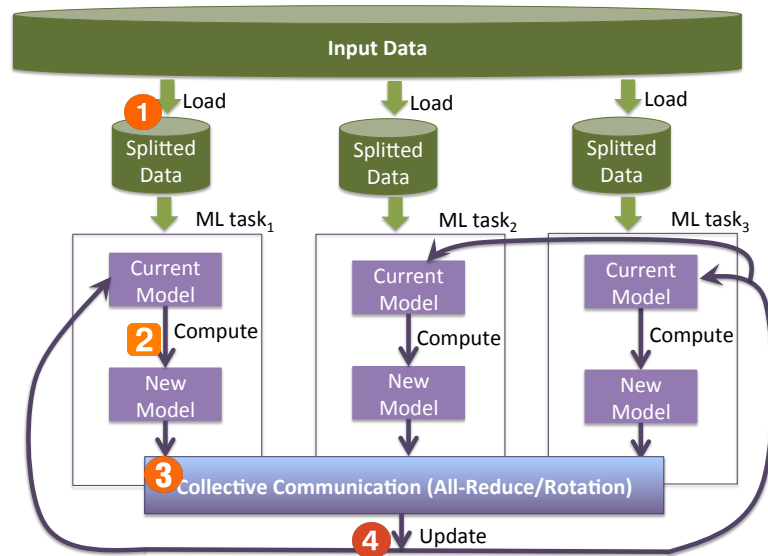 Input Data
Load
Load
Load
1
Splitted
Data
Splitted
Data
Splitted
Data
ML task1
ML task2
ML task3
Current
Model
Current
Model
Current
Model
2
Compute
Compute
Compute
New
Model
New
Model
New
Model
3
Collective Communication (All-Reduce/Rotation)
4
Update